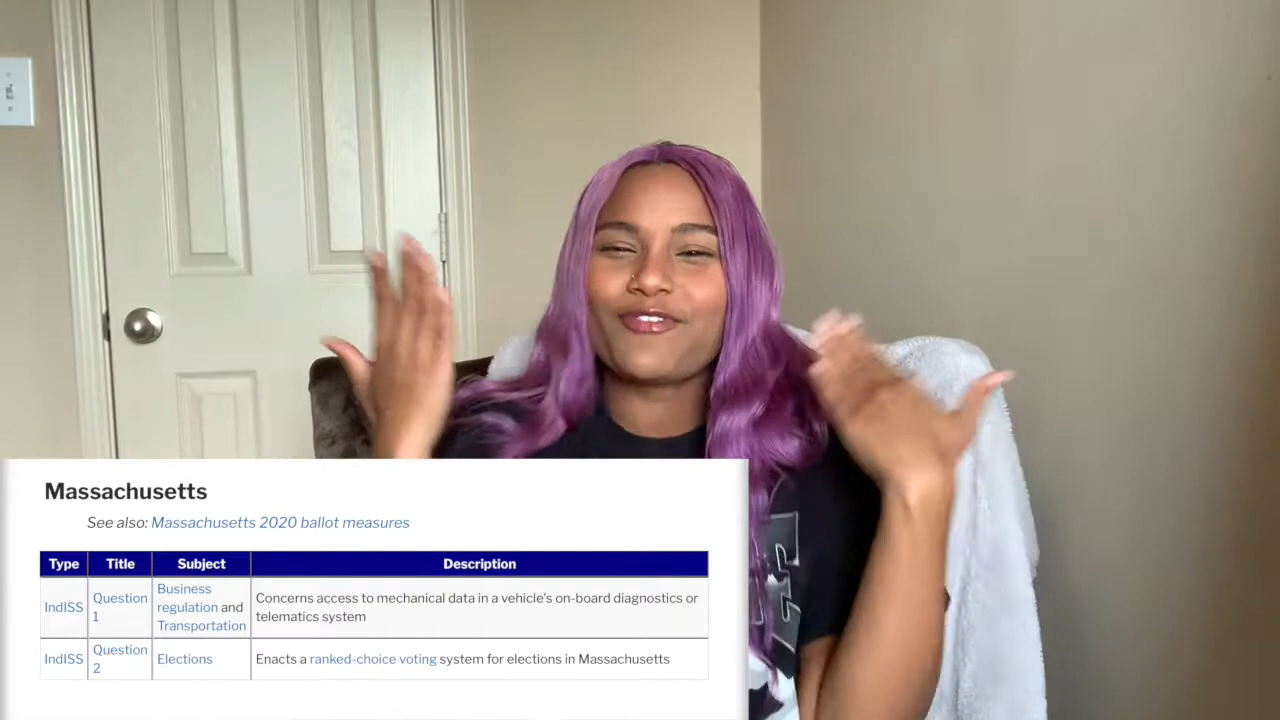 Massachusetts
See also: Massachusetts 2020 ballot measures
Type Title Subject Description
IndISS Question 1 Business regulation and Transportation Concerns access to mechanical data in a vehicle's on-board diagnostics or telematics system
IndISS Question 2 Elections Enacts a ranked-choice voting system for elections in Massachusetts